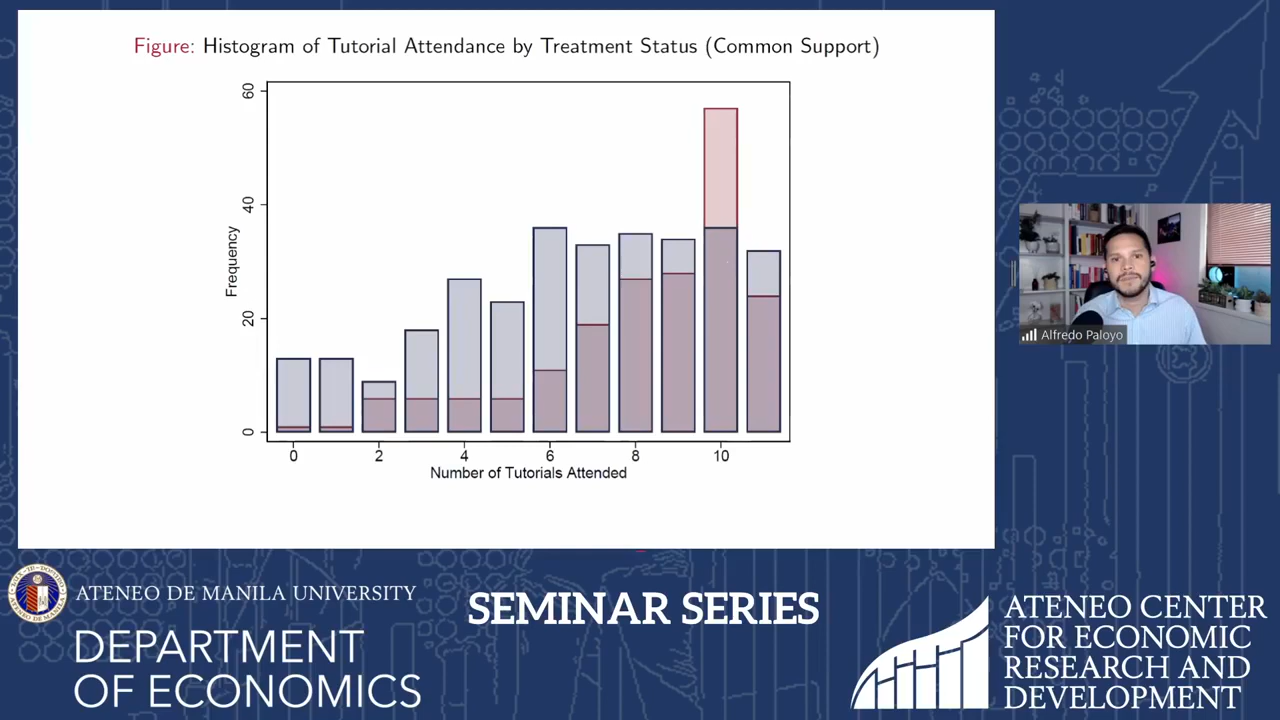 Figure: Histogram of Tutorial Attendance by Treatment Status (Common Support)
60
40
20
0
Frequency
0 2 4 6 8 10
Number of Tutorials Attended
Alfredo Paloyo
ATENEO DE MANILA UNIVERSITY
DEPARTMENT
OF ECONOMICS
SEMINAR SERIES
ATENEO CENTER
FOR ECONOMIC
RESEARCH AND
DEVELOPMENT